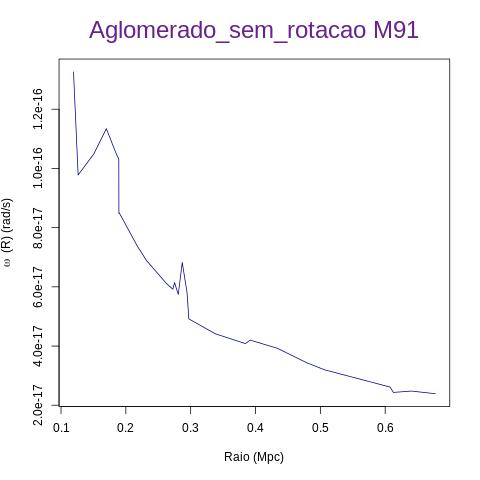 Aglomerado_sem_rotacao M91
ω (R) (rad/s)
1.2e-16
1.0e-16
8.0e-17
6.0e-17
4.0e-17
2.0e-17
0.1 0.2 0.3 0.4 0.5 0.6
Raio (Mpc)